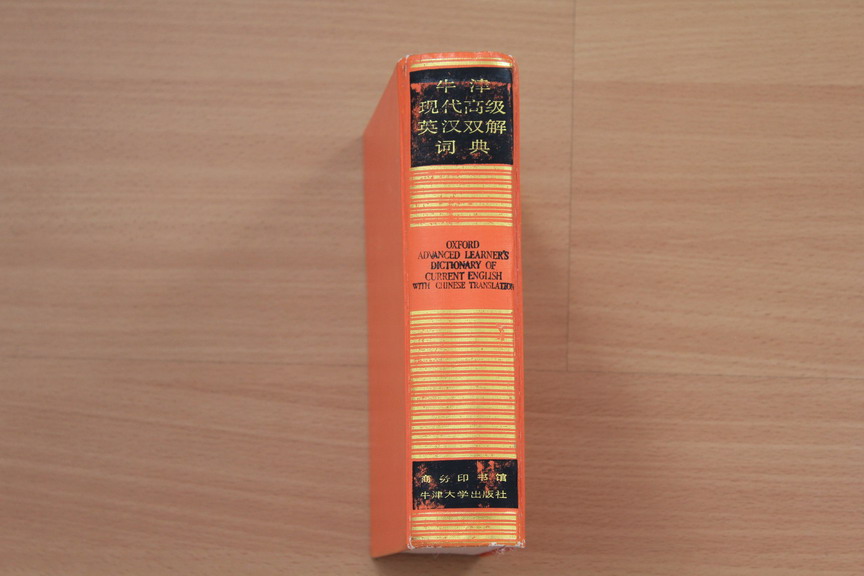 牛津
现代高级
英汉双解
词典
OXFORD
ADVANCED LEARNER'S
DICTIONARY OF
CURRENT ENGLISH
WITH CHINESE TRANSLATION
商务印书馆
牛津大学出版社